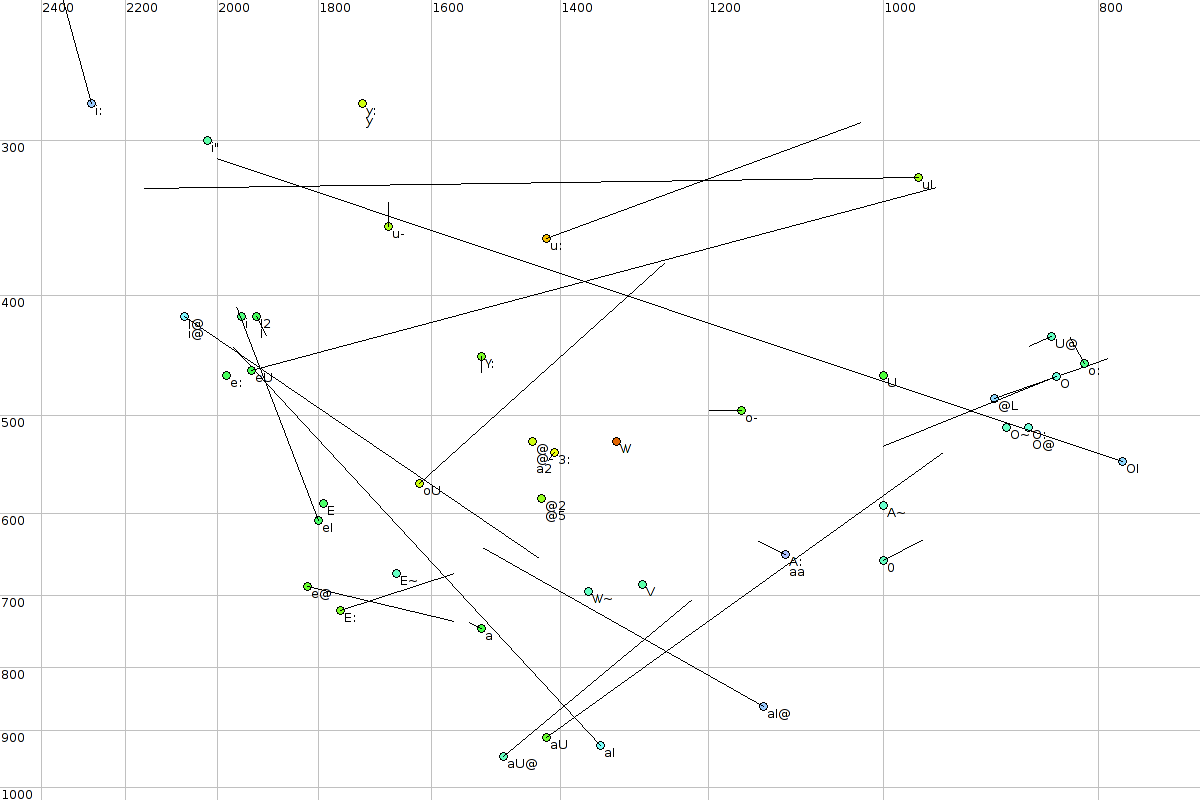 2400 2200 2000 1800 1600 1400 1200 1000 800
i:
y:
y
300
i"
uI
u-
u:
400
i@
i@
i
I2
I
Y:
U@
e:
eU
o:
U
O
@L
500
o-
@
@-
a2
3:
W
O~
O:
O@
OI
oU
@2
@5
E
A~
600
eI
A:
aa
0
E~
V
W~
e@
700
E:
a
800
aI@
900
aU
aI
aU@
1000